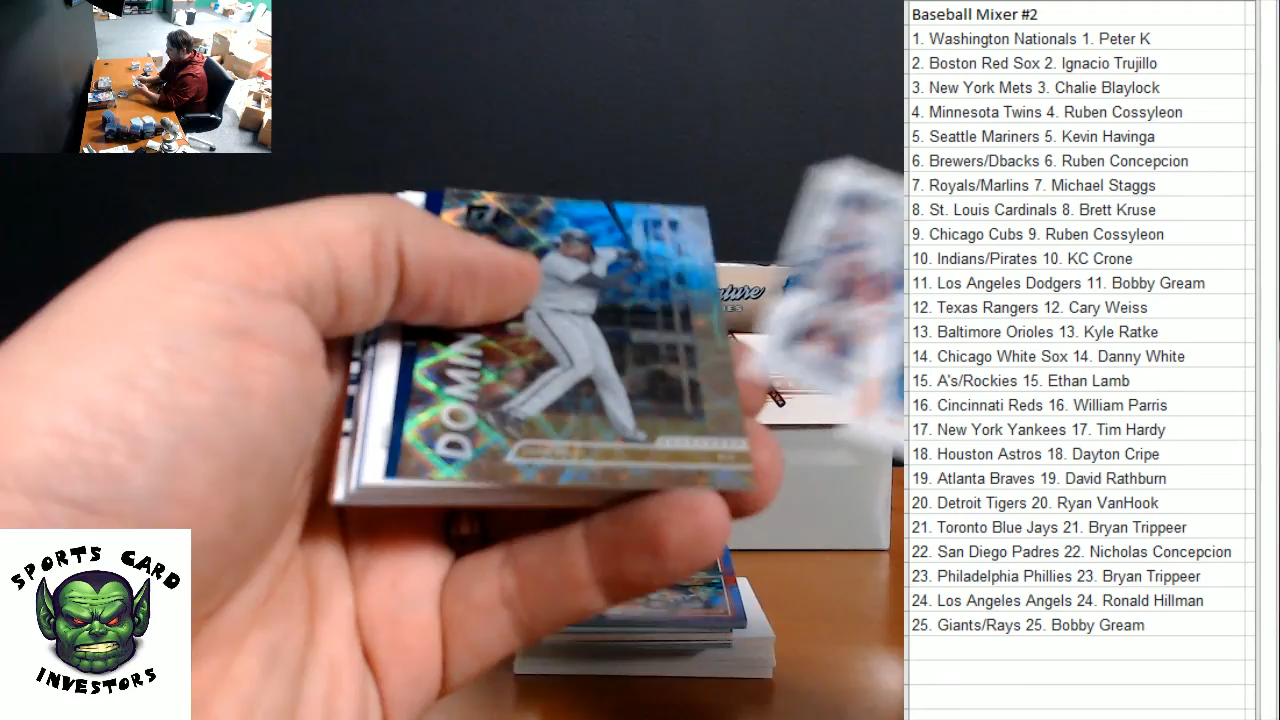 Baseball Mixer #2
1. Washington Nationals 1. Peter K
2. Boston Red Sox 2. Ignacio Trujillo
3. New York Mets 3. Chalie Blaylock
4. Minnesota Twins 4. Ruben Cossyleon
5. Seattle Mariners 5. Kevin Havinga
6. Brewers/Dbacks 6. Ruben Concepcion
7. Royals/Marlins 7. Michael Staggs
8. St. Louis Cardinals 8. Brett Kruse
9. Chicago Cubs 9. Ruben Cossyleon
10. Indians/Pirates 10. KC Crone
11. Los Angeles Dodgers 11. Bobby Gream
12. Texas Rangers 12. Cary Weiss
13. Baltimore Orioles 13. Kyle Ratke
14. Chicago White Sox 14. Danny White
15. A's/Rockies 15. Ethan Lamb
16. Cincinnati Reds 16. William Parris
17. New York Yankees 17. Tim Hardy
18. Houston Astros 18. Dayton Cripe
19. Atlanta Braves 19. David Rathburn
20. Detroit Tigers 20. Ryan VanHook
21. Toronto Blue Jays 21. Bryan Trippeer
22. San Diego Padres 22. Nicholas Concepcion
23. Philadelphia Phillies 23. Bryan Trippeer
24. Los Angeles Angels 24. Ronald Hillman
25. Giants/Rays 25. Bobby Gream
DOMIN
SPORTS CARD
INVESTORS